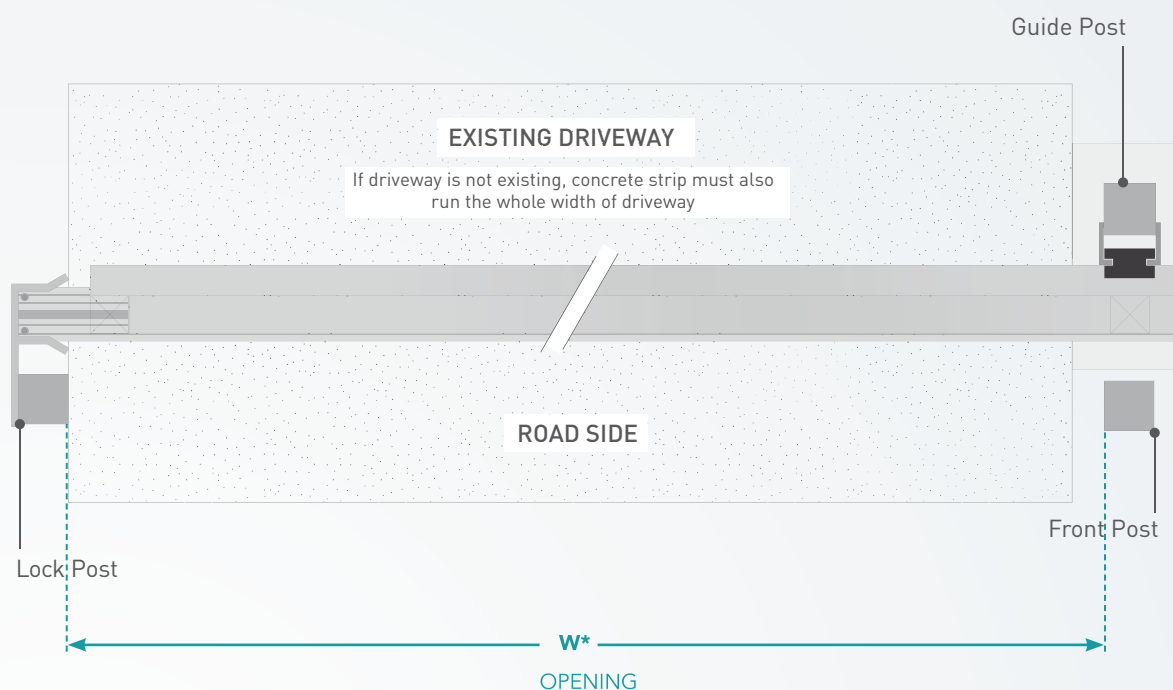 Guide Post
EXISTING DRIVEWAY
If driveway is not existing, concrete strip must also
run the whole width of driveway
ROAD SIDE
Front Post
Lock Post
W*
OPENING